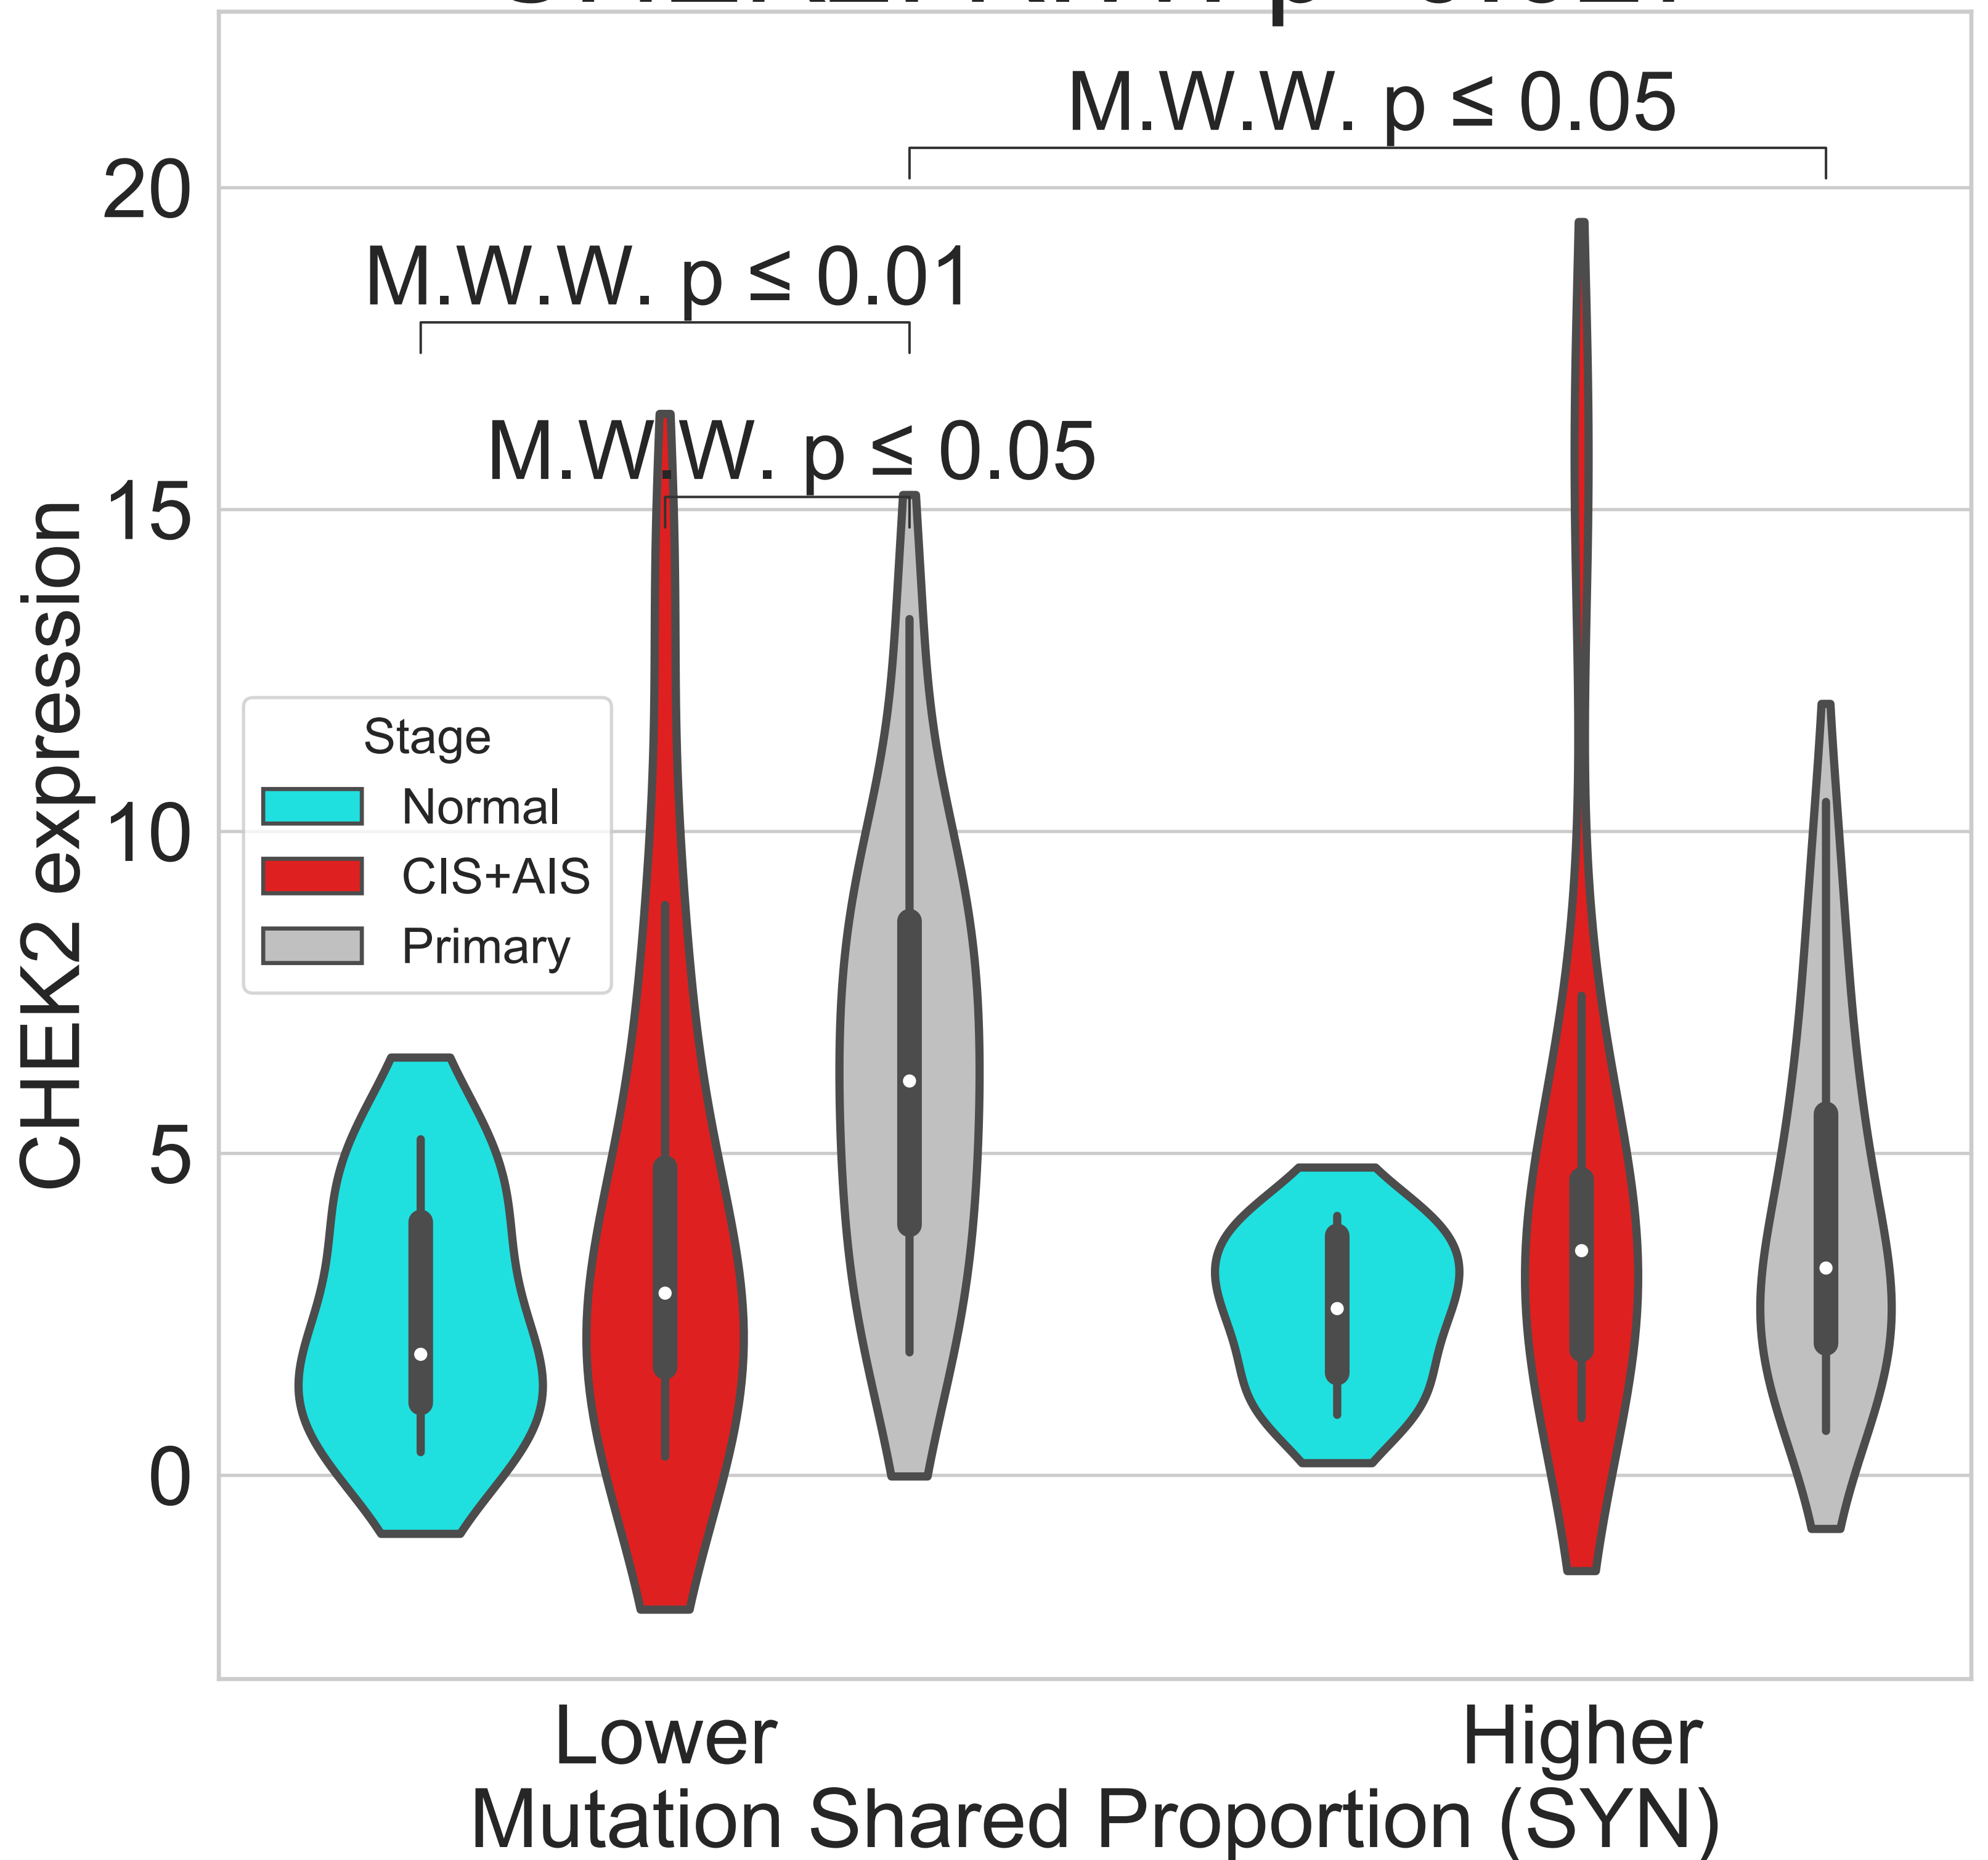 M.W.W. p ≤ 0.05
20
M.W.W. p ≤ 0.01
M.W.W. p ≤ 0.05
15
CHEK2 expression
Stage
Normal
10
CIS+AIS
Primary
5
0
Lower
Higher
Mutation Shared Proportion (SYN)